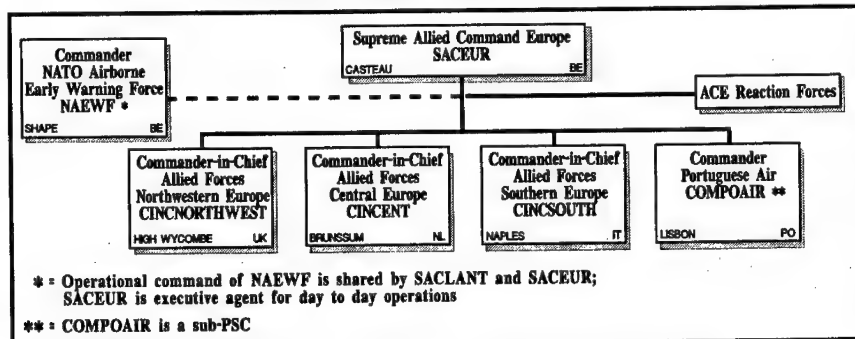 Supreme Allied Command Europe
SACEUR
CASTEAU BE
Commander
NATO Airborne
Early Warning Force
NAEWF *
SHAPE BE
ACE Reaction Forces
Commander-in-Chief
Allied Forces
Northwestern Europe
CINCNORTHWEST
HIGH WYCOMBE UK
Commander-in-Chief
Allied Forces
Central Europe
CINCENT
BRUNSSUM NL
Commander-in-Chief
Allied Forces
Southern Europe
CINCSOUTH
NAPLES IT
Commander
Portuguese Air
COMPOAIR **
LISBON PO
* = Operational command of NAEWF is shared by SACLANT and SACEUR;
SACEUR is executive agent for day to day operations
** = COMPOAIR is a sub-PSC